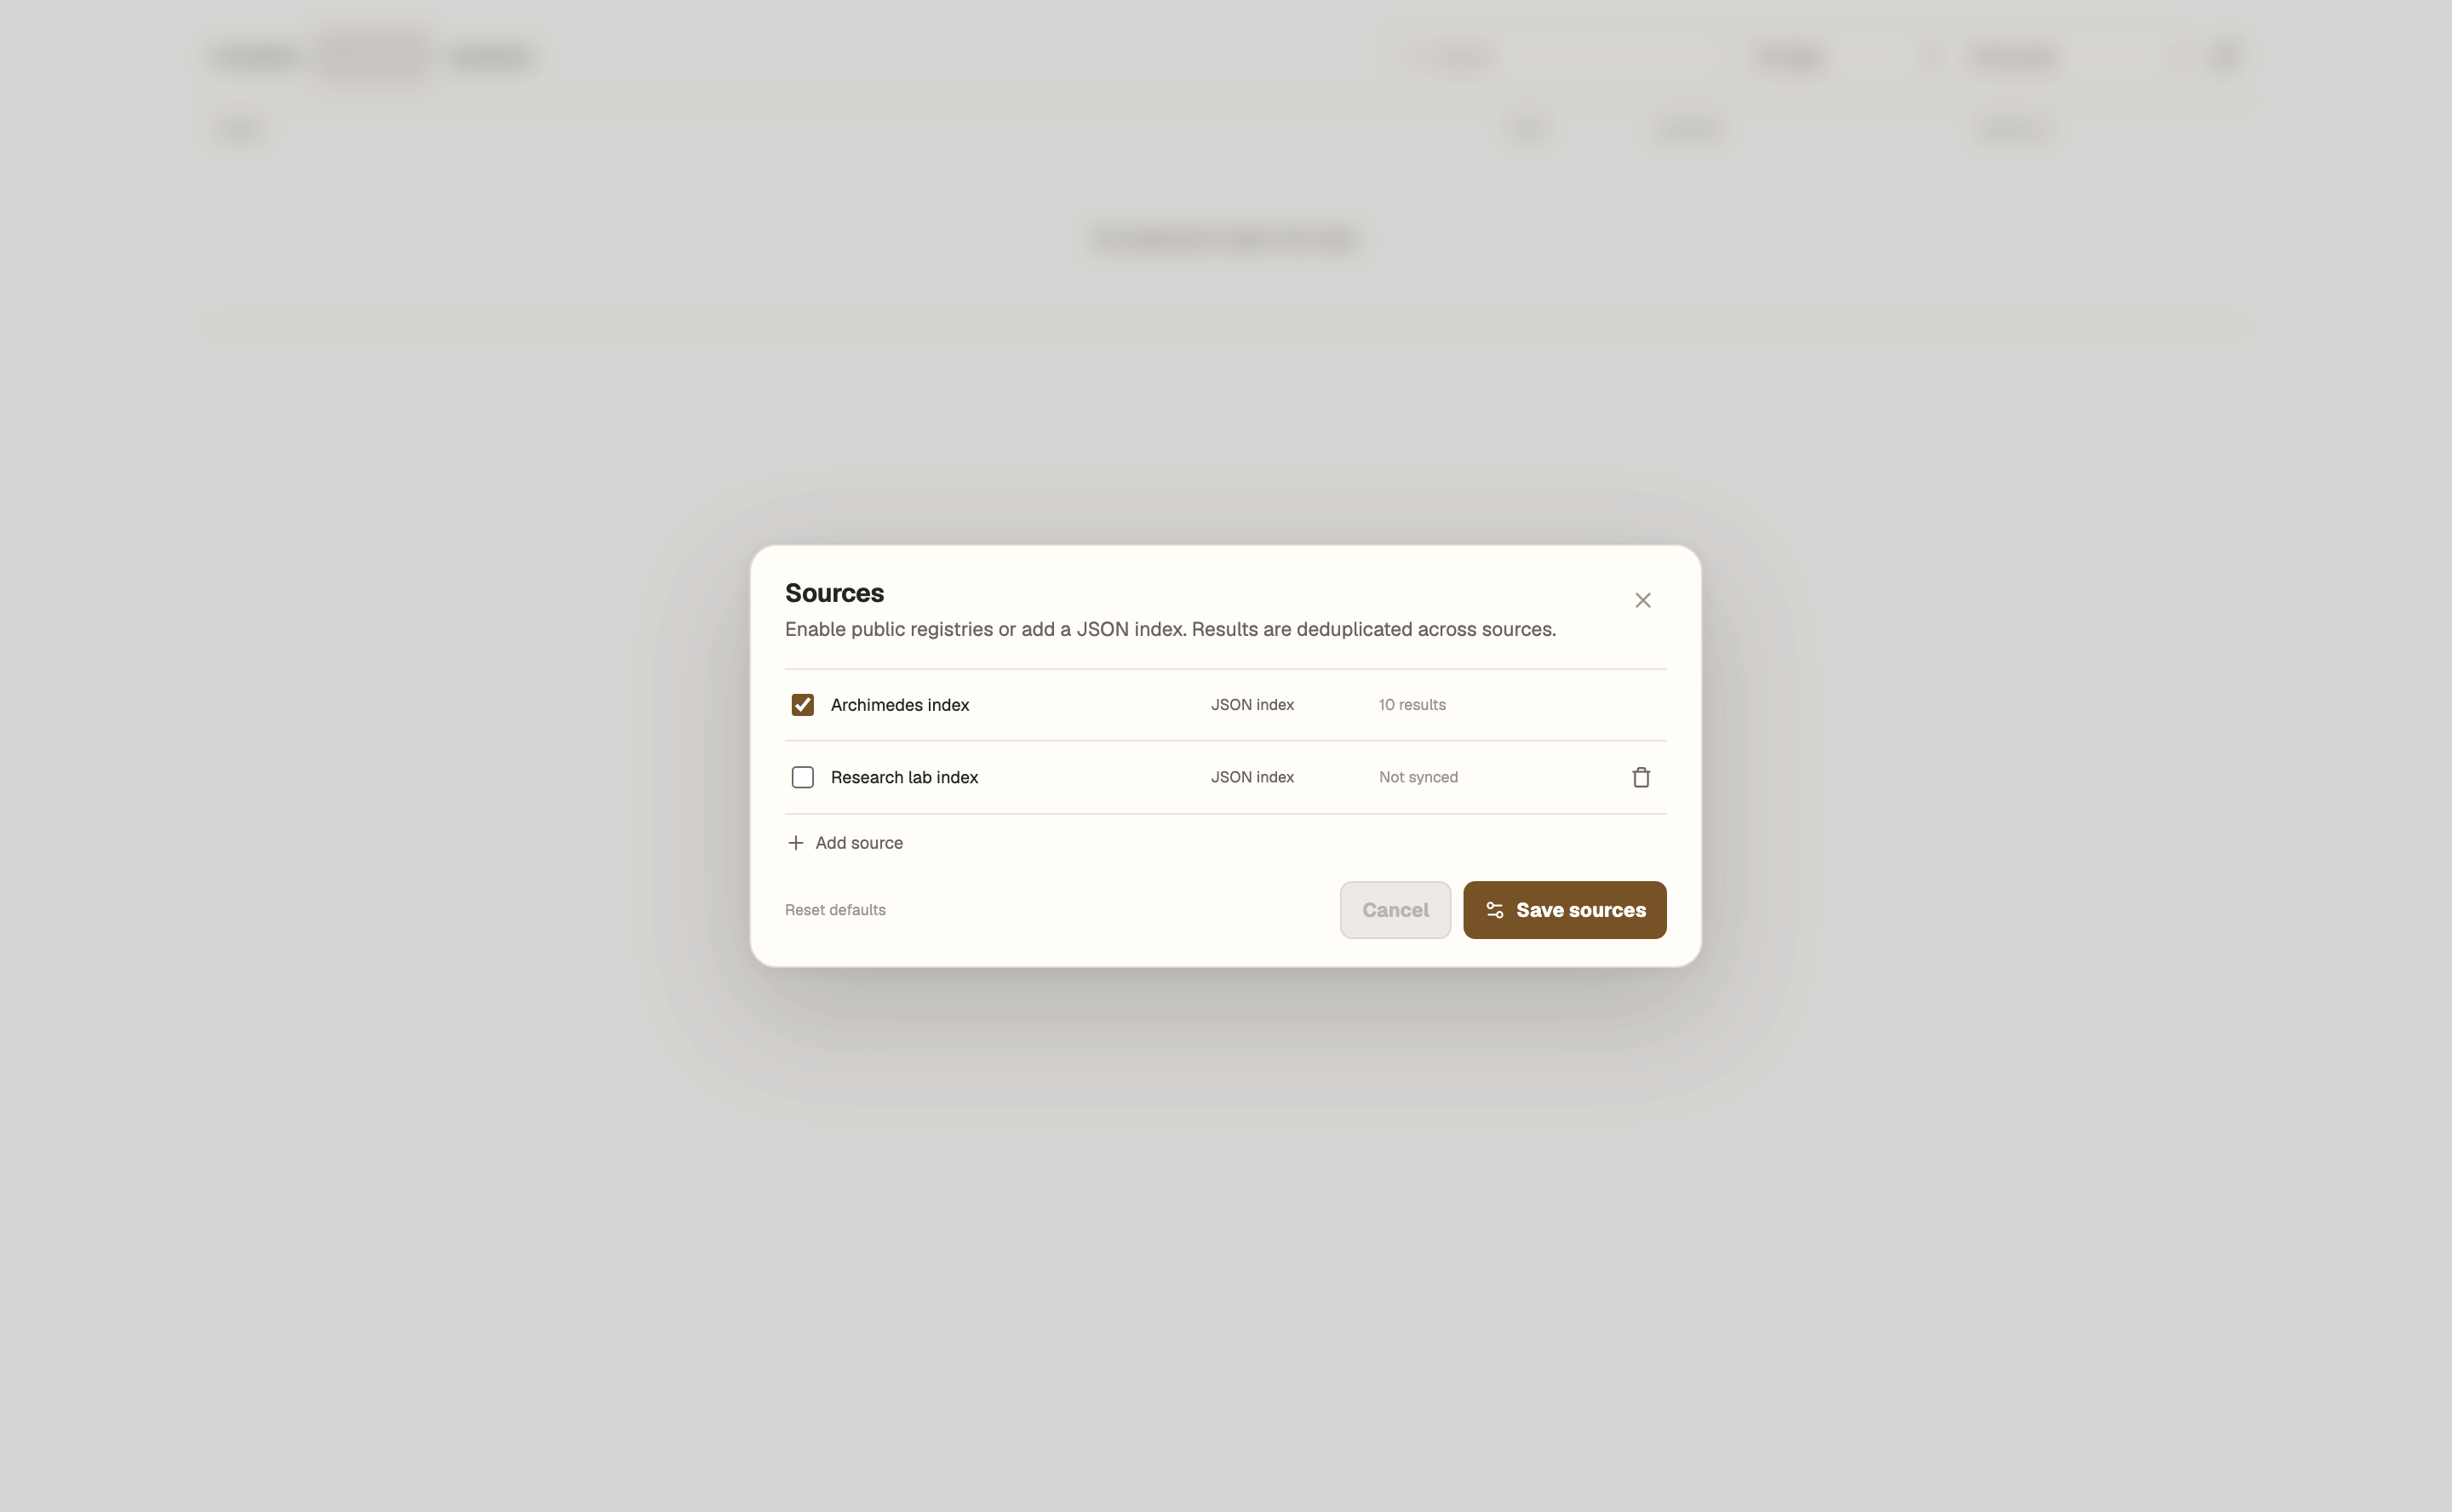 Sources
Enable public registries or add a JSON index. Results are deduplicated across sources.
Archimedes index JSON index 10 results
Research lab index JSON index Not synced
Add source
Reset defaults Cancel Save sources